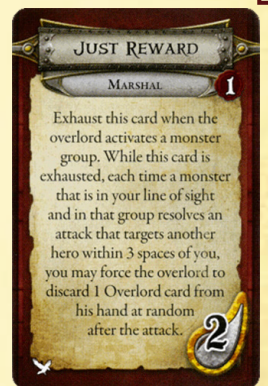 JUST REWARD
MARSHAL
1
Exhaust this card when the
overlord activates a monster
group. While this card is
exhausted, each time a monster
that is in your line of sight
and in that group resolves an
attack that targets another
hero within 3 spaces of you,
you may force the overlord to
discard 1 Overlord card from
his hand at random
after the attack.
2